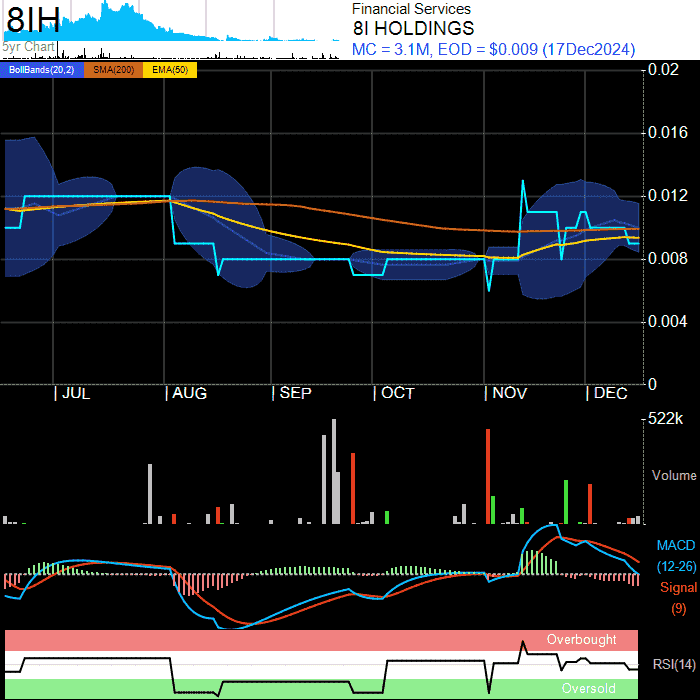 8IH
5yr Chart
Financial Services
8I HOLDINGS
MC = 3.1M, EOD = $0.009 (17Dec2024)
BollBands(20,2) SMA(200) EMA(50)
0.02
0.016
0.012
0.008
0.004
0
| JUL | AUG | SEP | OCT | NOV | DEC
522k
Volume
MACD
(12-26)
Signal
(9)
Overbought
RSI(14)
Oversold